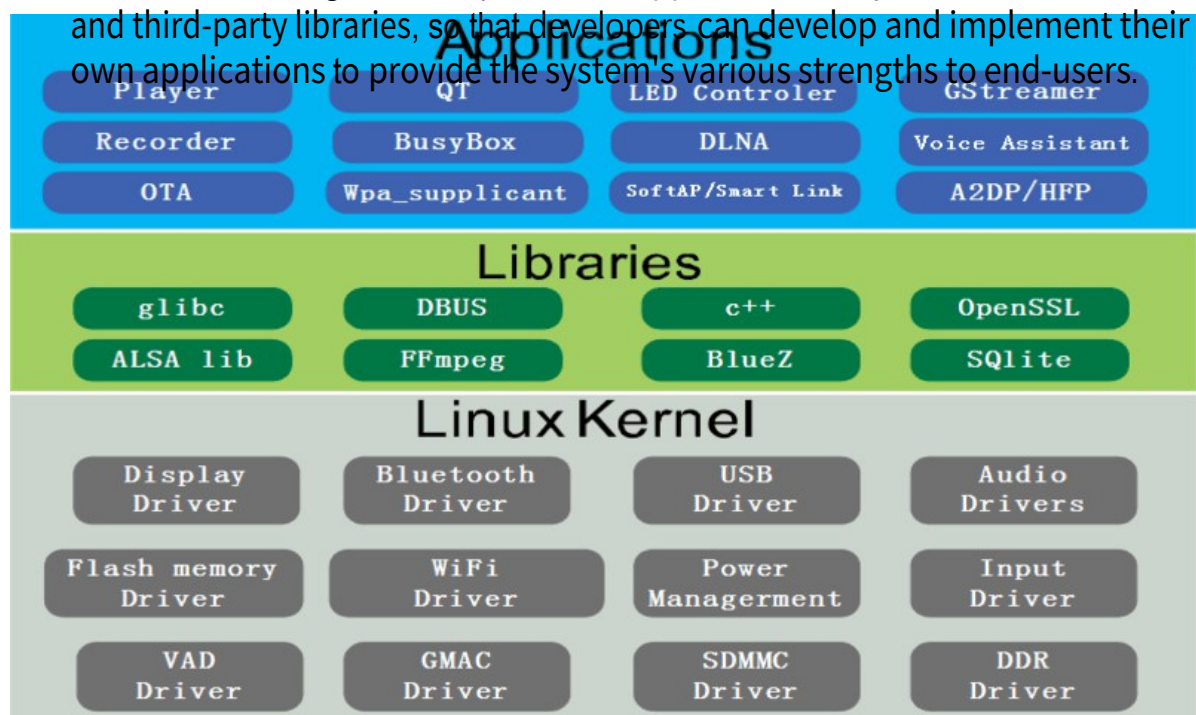 and third-party libraries, so that developers can develop and implement their
Applications
own applications to provide the system's various strengths to end-users.
Player QT LED Controler GStreamer
Recorder BusyBox DLNA Voice Assistant
OTA Wpa_supplicant SoftAP/Smart Link A2DP/HFP
Libraries
glibc DBUS c++ OpenSSL
ALSA lib FFmpeg BlueZ SQlite
Linux Kernel
Display Bluetooth USB Audio
Driver Driver Driver Drivers
Flash memory WiFi Power Input
Driver Driver Managerment Driver
VAD GMAC SDMMC DDR
Driver Driver Driver Driver